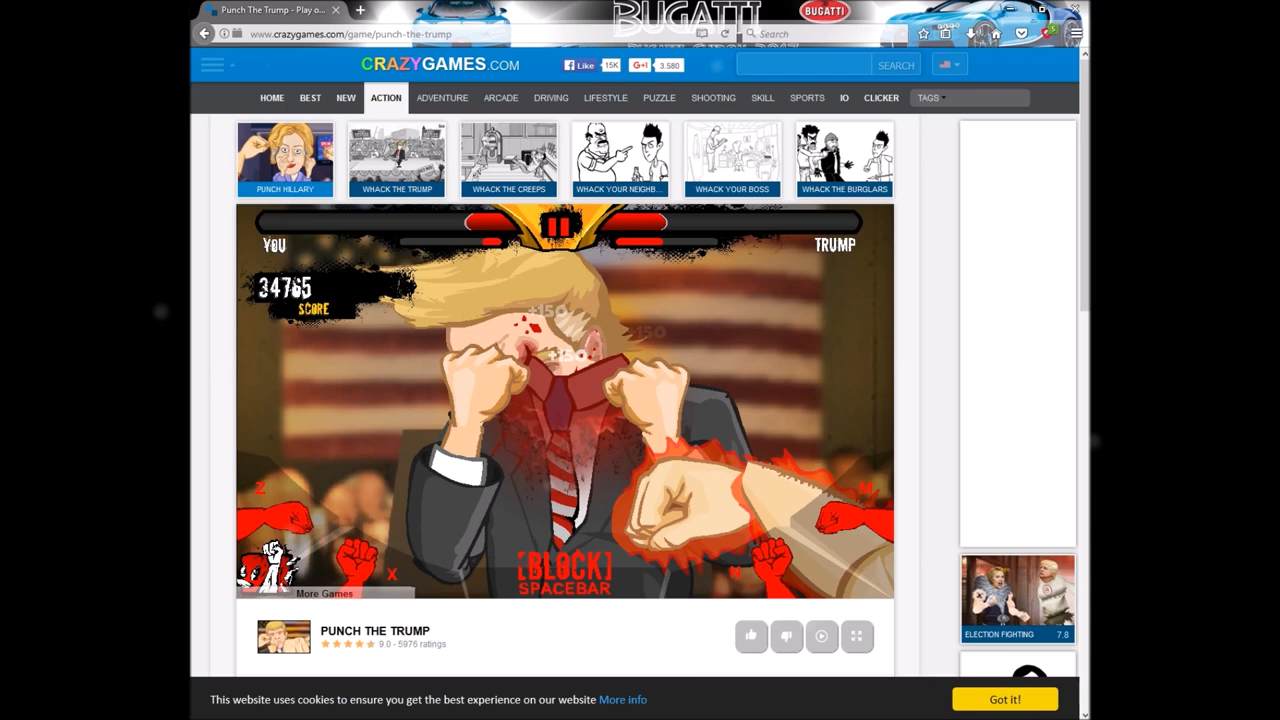 Punch The Trump - Play o...
BUGATTI
BUGATTI
www.crazygames.com/game/punch-the-trump
Search
CRAZYGAMES.COM
Like
15K
G+1
3.580
SEARCH
HOME
BEST
NEW
ACTION
ADVENTURE
ARCADE
DRIVING
LIFESTYLE
PUZZLE
SHOOTING
SKILL
SPORTS
IO
CLICKER
TAGS
PUNCH HILLARY
WHACK THE TRUMP
WHACK THE CREEPS
WHACK YOUR NEIGHB...
WHACK YOUR BOSS
WHACK THE BURGLARS
YOU
TRUMP
34765
SCORE
+150
+150
+150
Z
M
X
N
[BLOCK]
SPACEBAR
More Games
PUNCH THE TRUMP
9.0 - 5976 ratings
ELECTION FIGHTING
7.8
This website uses cookies to ensure you get the best experience on our website More info
Got it!